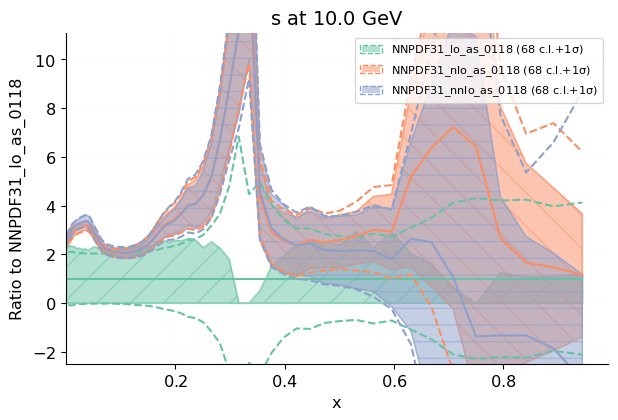 s at 10.0 GeV
NNPDF31_lo_as_0118 (68 c.l.+1σ)
NNPDF31_nlo_as_0118 (68 c.l.+1σ)
NNPDF31_nnlo_as_0118 (68 c.l.+1σ)
Ratio to NNPDF31_lo_as_0118
10
8
6
4
2
0
−2
0.2
0.4
0.6
0.8
x